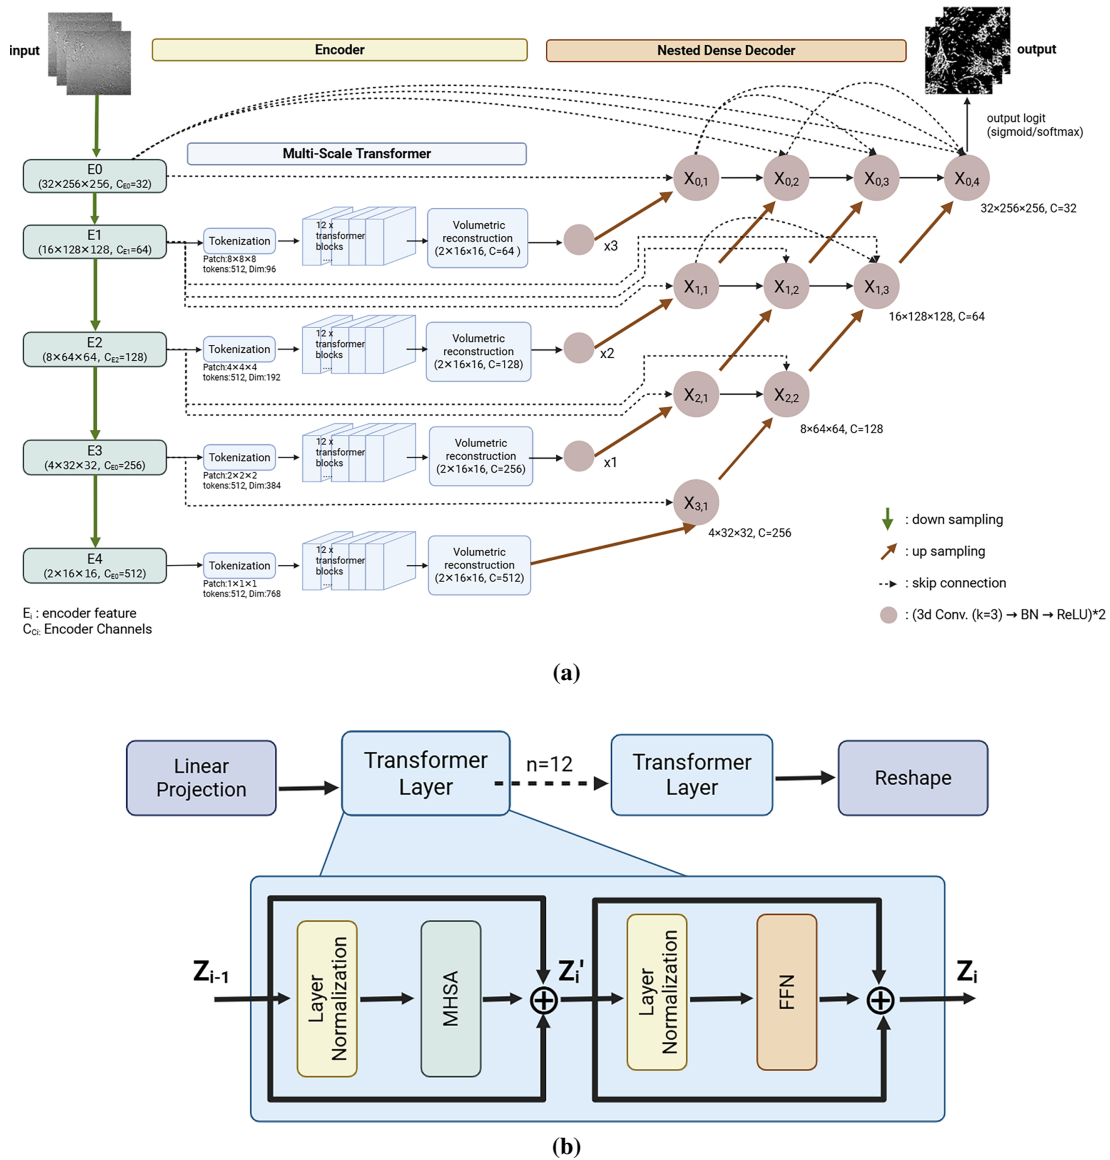 input
Encoder
Nested Dense Decoder
output
output logit
(sigmoid/softmax)
Multi-Scale Transformer
E0
(32×256×256, CE0=32)
X0,1
X0,2
X0,3
X0,4
32×256×256, C=32
E1
(16×128×128, CE1=64)
Tokenization
Patch:8×8×8
tokens:512, Dim:96
12 x
transformer
blocks
....
Volumetric
reconstruction
(2×16×16, C=64 )
x3
X1,1
X1,2
X1,3
16×128×128, C=64
E2
(8×64×64, CE2=128)
Tokenization
Patch:4×4×4
tokens:512, Dim:192
12 x
transformer
blocks
....
Volumetric
reconstruction
(2×16×16, C=128)
x2
X2,1
X2,2
8×64×64, C=128
E3
(4×32×32, CE0=256)
Tokenization
Patch:2×2×2
tokens:512, Dim:384
12 x
transformer
blocks
....
Volumetric
reconstruction
(2×16×16, C=256)
x1
X3,1
4×32×32, C=256
E4
(2×16×16, CE0=512)
Tokenization
Patch:1×1×1
tokens:512, Dim:768
12 x
transformer
blocks
....
Volumetric
reconstruction
(2×16×16, C=512)
: down sampling
: up sampling
: skip connection
: (3d Conv. (k=3) → BN → ReLU)*2
Ei : encoder feature
CCi: Encoder Channels
(a)
Linear
Projection
Transformer
Layer
n=12
Transformer
Layer
Reshape
Zi-1
Layer
Normalization
MHSA
Zi'
Layer
Normalization
FFN
Zi
(b)